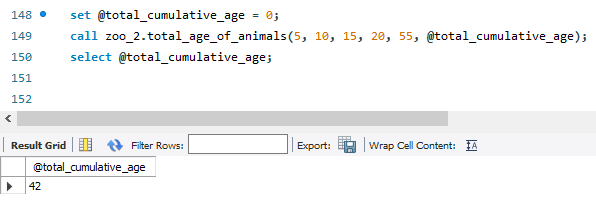 148 set @total_cumulative_age = 0;
149 call zoo_2.total_age_of_animals(5, 10, 15, 20, 55, @total_cumulative_age);
150 select @total_cumulative_age;
151
152
Result Grid Filter Rows: Export: Wrap Cell Content: IA
@total_cumulative_age
42